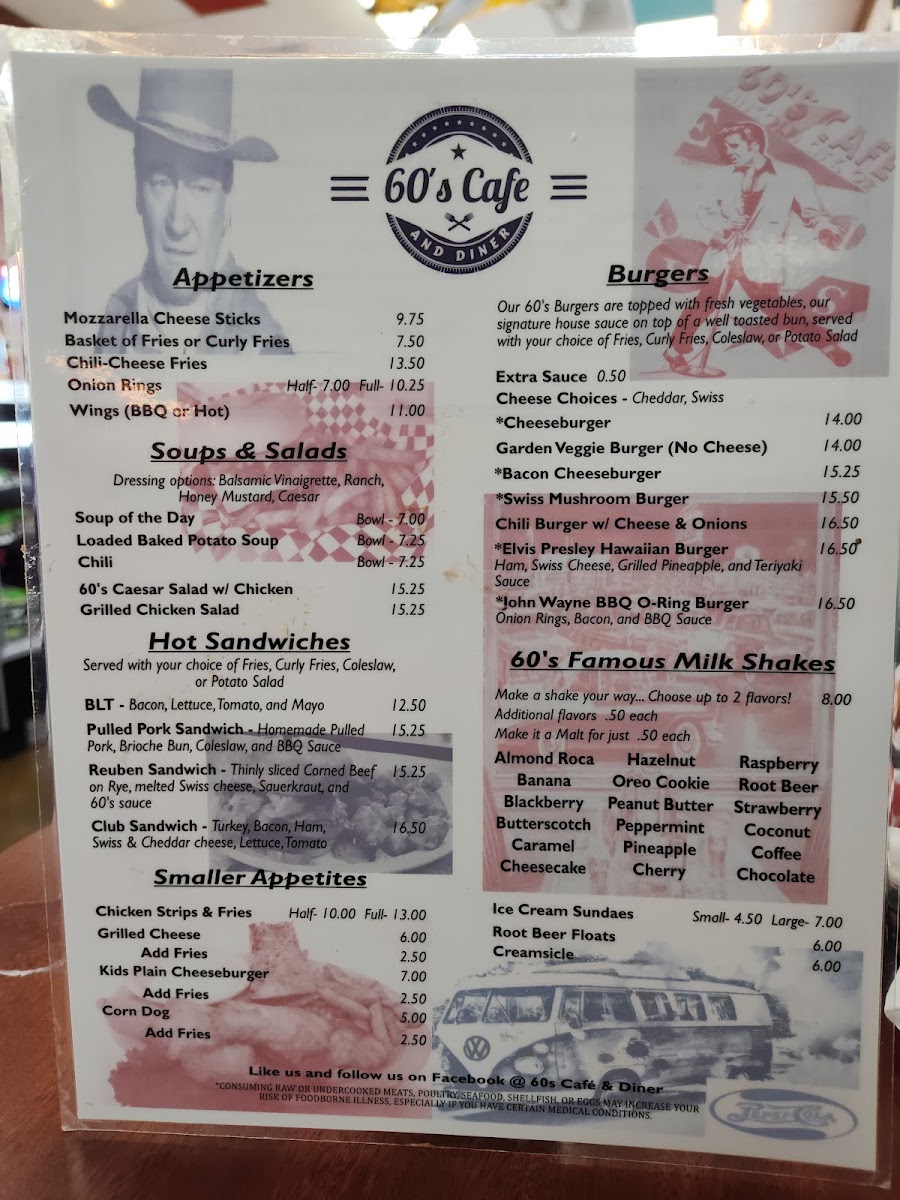 60's Cafe
AND DINER
60's CAFE
Appetizers
Mozzarella Cheese Sticks 9.75
Basket of Fries or Curly Fries 7.50
Chili-Cheese Fries 13.50
Onion Rings Half- 7.00 Full- 10.25
Wings (BBQ or Hot) 11.00
Soups & Salads
Dressing options: Balsamic Vinaigrette, Ranch,
Honey Mustard, Caesar
Soup of the Day Bowl - 7.00
Loaded Baked Potato Soup Bowl - 7.25
Chili Bowl - 7.25
60's Caesar Salad w/ Chicken 15.25
Grilled Chicken Salad 15.25
Hot Sandwiches
Served with your choice of Fries, Curly Fries, Coleslaw,
or Potato Salad
BLT - Bacon, Lettuce, Tomato, and Mayo 12.50
Pulled Pork Sandwich - Homemade Pulled 15.25
Pork, Brioche Bun, Coleslaw, and BBQ Sauce
Reuben Sandwich - Thinly sliced Corned Beef 15.25
on Rye, melted Swiss cheese, Sauerkraut, and
60's sauce
Club Sandwich - Turkey, Bacon, Ham, 16.50
Swiss & Cheddar cheese, Lettuce, Tomato
Smaller Appetites
Chicken Strips & Fries Half- 10.00 Full- 13.00
Grilled Cheese 6.00
Add Fries 2.50
Kids Plain Cheeseburger 7.00
Add Fries 2.50
Corn Dog 5.00
Add Fries 2.50
Burgers
Our 60's Burgers are topped with fresh vegetables, our
signature house sauce on top of a well toasted bun, served
with your choice of Fries, Curly Fries, Coleslaw, or Potato Salad
Extra Sauce 0.50
Cheese Choices - Cheddar, Swiss
*Cheeseburger 14.00
Garden Veggie Burger (No Cheese) 14.00
*Bacon Cheeseburger 15.25
*Swiss Mushroom Burger 15.50
Chili Burger w/ Cheese & Onions 16.50
*Elvis Presley Hawaiian Burger 16.50
Ham, Swiss Cheese, Grilled Pineapple, and Teriyaki
Sauce
*John Wayne BBQ O-Ring Burger 16.50
Onion Rings, Bacon, and BBQ Sauce
60's Famous Milk Shakes
Make a shake your way... Choose up to 2 flavors! 8.00
Additional flavors .50 each
Make it a Malt for just .50 each
Almond Roca Hazelnut Raspberry
Banana Oreo Cookie Root Beer
Blackberry Peanut Butter Strawberry
Butterscotch Peppermint Coconut
Caramel Pineapple Coffee
Cheesecake Cherry Chocolate
Ice Cream Sundaes Small- 4.50 Large- 7.00
Root Beer Floats 6.00
Creamsicle 6.00
Like us and follow us on Facebook @ 60s Café & Diner
*CONSUMING RAW OR UNDERCOOKED MEATS, POULTRY, SEAFOOD, SHELLFISH, OR EGGS MAY INCREASE YOUR
RISK OF FOODBORNE ILLNESS, ESPECIALLY IF YOU HAVE CERTAIN MEDICAL CONDITIONS.
Pepsi-Cola